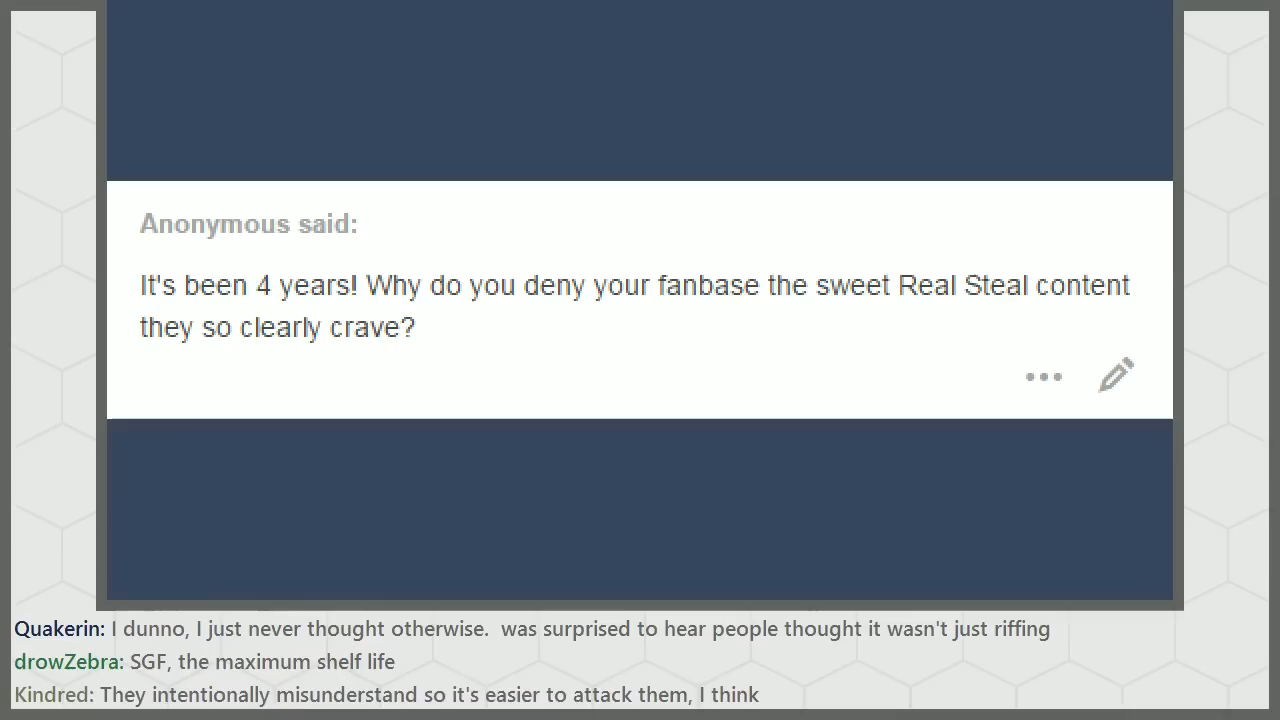 Anonymous said:
It's been 4 years! Why do you deny your fanbase the sweet Real Steal content
they so clearly crave?
Quakerin: I dunno, I just never thought otherwise.  was surprised to hear people thought it wasn't just riffing
drowZebra: SGF, the maximum shelf life
Kindred: They intentionally misunderstand so it's easier to attack them, I think